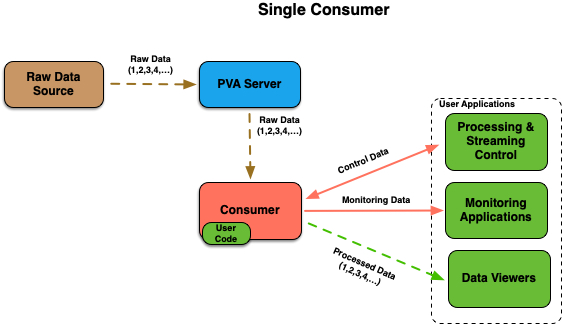 Single Consumer
Raw Data
(1,2,3,4,...)
Raw Data
Source
PVA Server
Raw Data
(1,2,3,4,...)
User Applications
Processing &
Streaming
Control
Control Data
Consumer
User
Code
Monitoring Data
Monitoring
Applications
Processed Data
(1,2,3,4,...)
Data Viewers